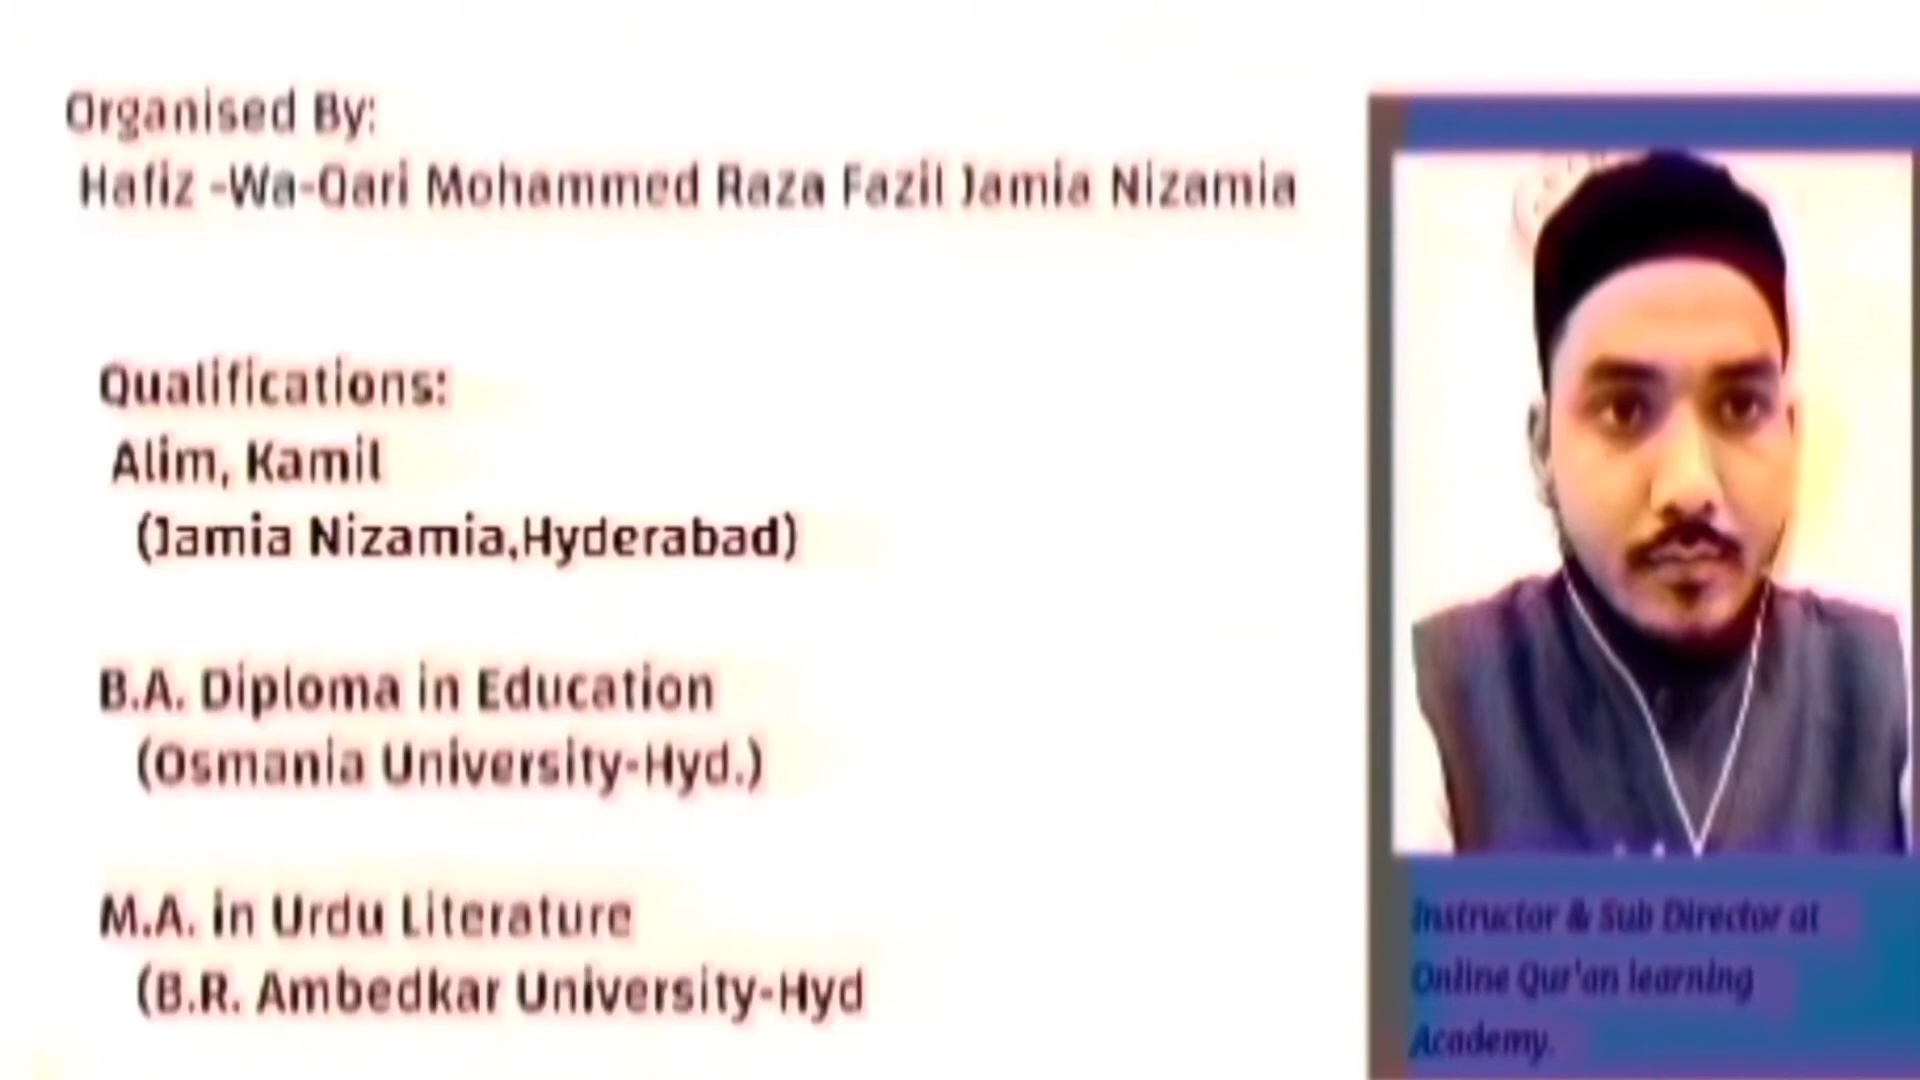 Organised By:
Hafiz -Wa-Qari Mohammed Raza Fazil Jamia Nizamia
Qualifications:
Alim, Kamil
(Jamia Nizamia,Hyderabad)
B.A. Diploma in Education
(Osmania University-Hyd.)
M.A. in Urdu Literature
(B.R. Ambedkar University-Hyd
Instructor & Sub Director at
Online Qur'an learning
Academy.